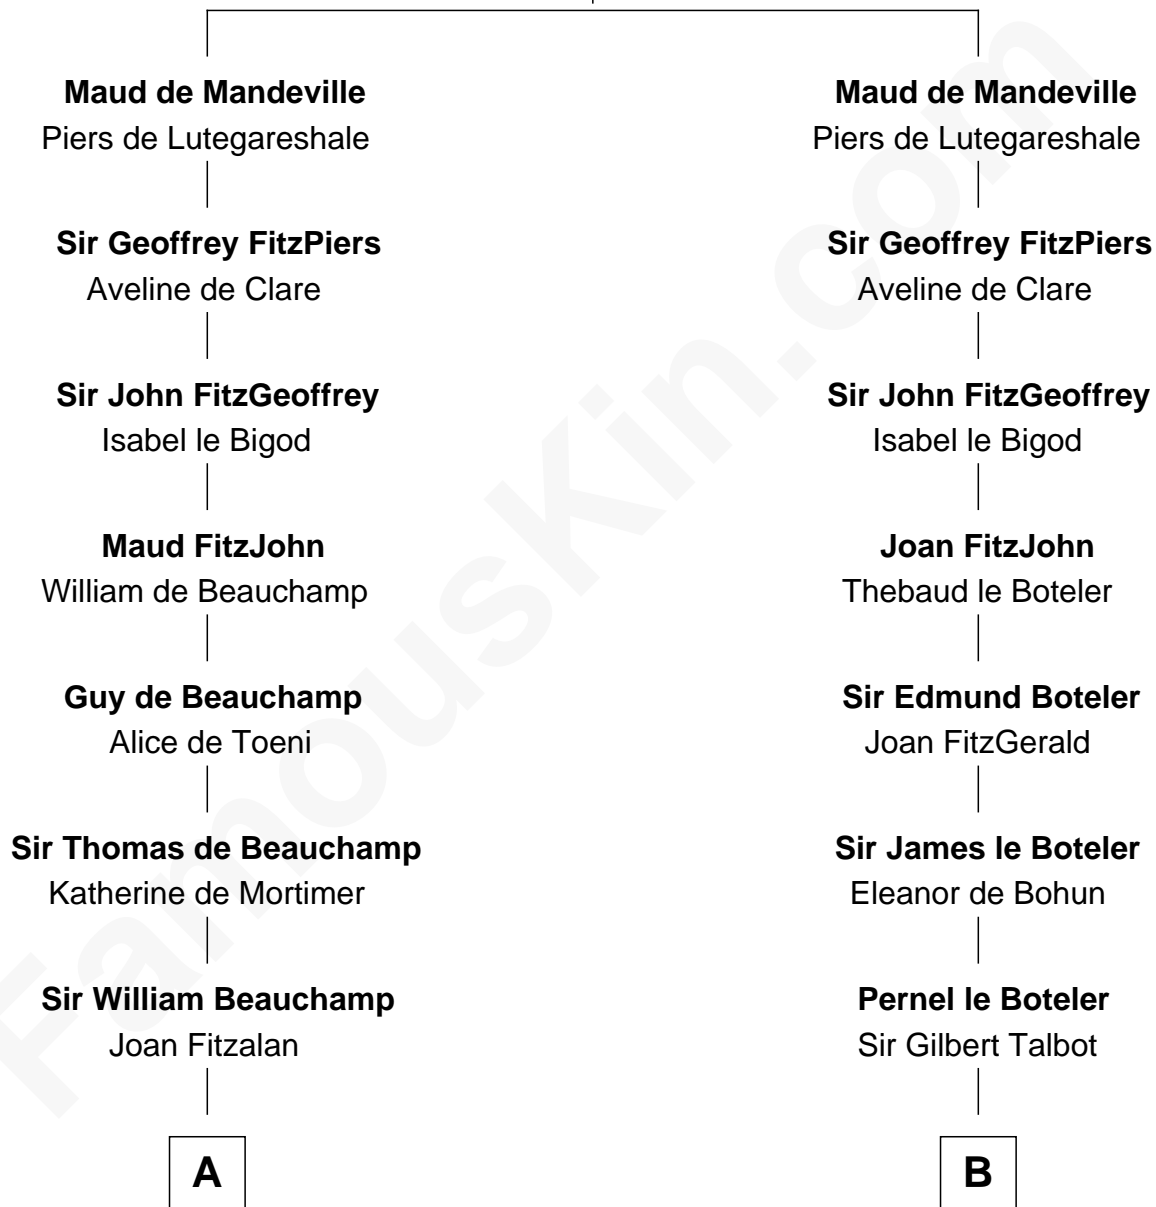 Maud de Mandeville
Piers de Lutegareshale
Sir Geoffrey FitzPiers
Aveline de Clare
Sir John FitzGeoffrey
Isabel le Bigod
Maud FitzJohn
William de Beauchamp
Guy de Beauchamp
Alice de Toeni
Sir Thomas de Beauchamp
Katherine de Mortimer
Sir William Beauchamp
Joan Fitzalan
A
Maud de Mandeville
Piers de Lutegareshale
Sir Geoffrey FitzPiers
Aveline de Clare
Sir John FitzGeoffrey
Isabel le Bigod
Joan FitzJohn
Thebaud le Boteler
Sir Edmund Boteler
Joan FitzGerald
Sir James le Boteler
Eleanor de Bohun
Pernel le Boteler
Sir Gilbert Talbot
B
FamousKin.com